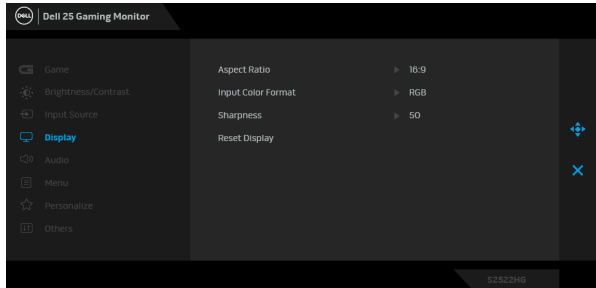 DELL
Dell 25 Gaming Monitor
Game
Brightness/Contrast
Input Source
Display
Audio
Menu
Personalize
Others
Aspect Ratio 16:9
Input Color Format RGB
Sharpness 50
Reset Display
S2522HG